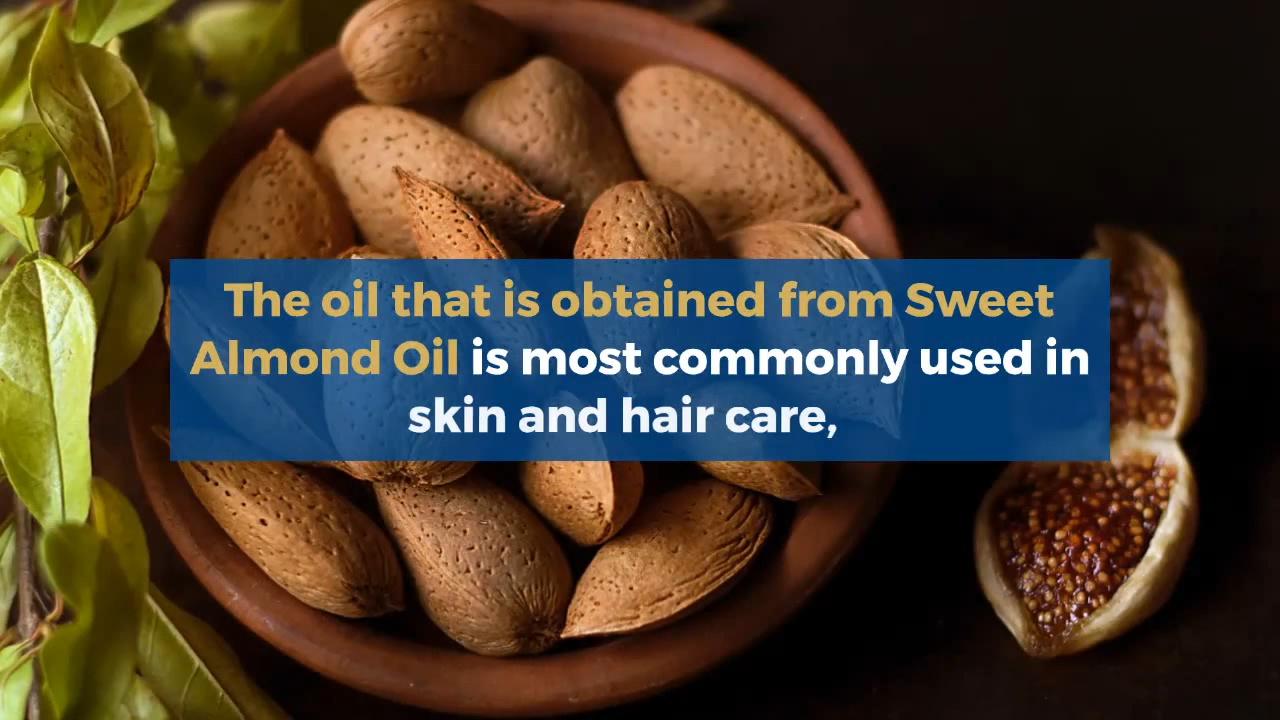 The oil that is obtained from Sweet
Almond Oil is most commonly used in
skin and hair care,